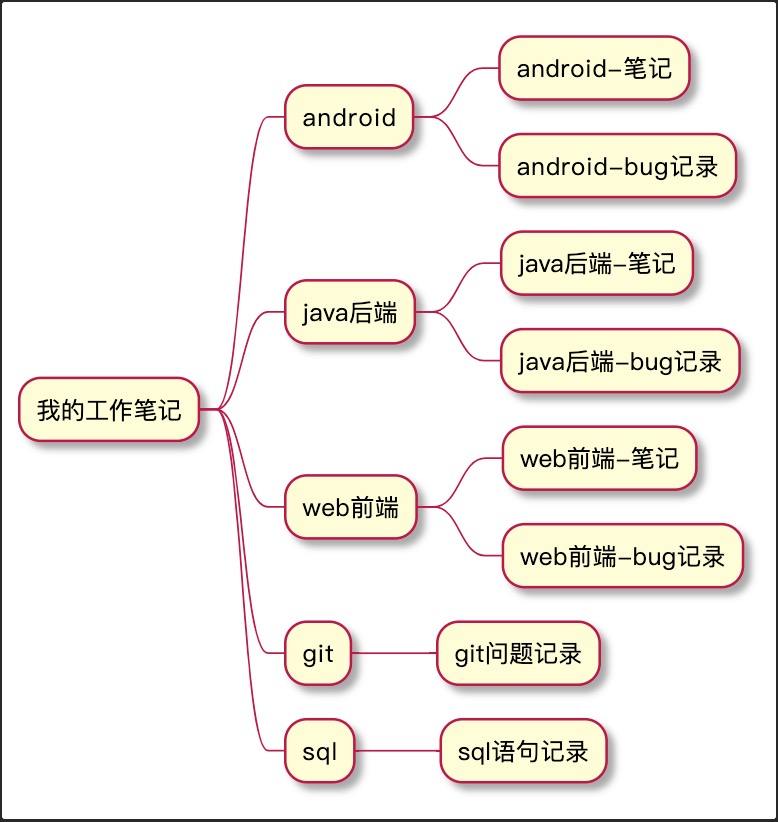 我的工作笔记
android
android-笔记
android-bug记录
java后端
java后端-笔记
java后端-bug记录
web前端
web前端-笔记
web前端-bug记录
git
git问题记录
sql
sql语句记录